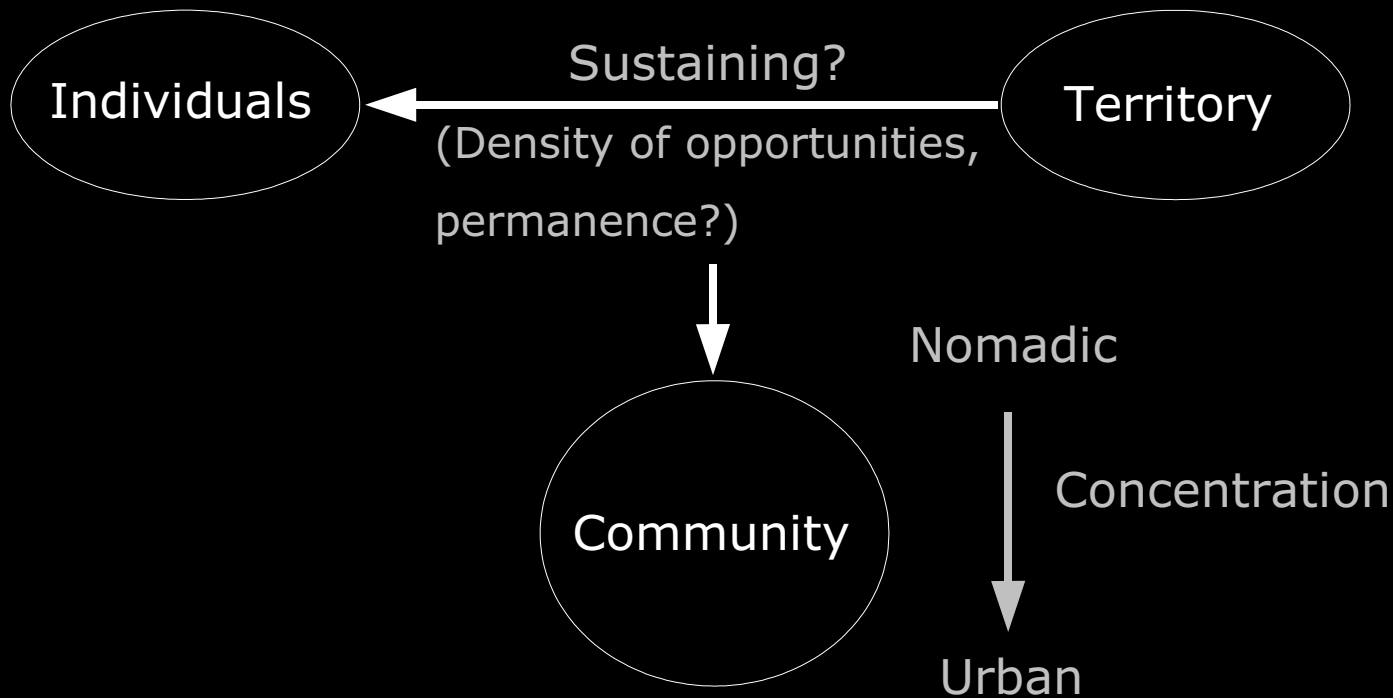 Individuals
Sustaining?
Territory
(Density of opportunities,
permanence?)
Nomadic
Concentration
Community
Urban